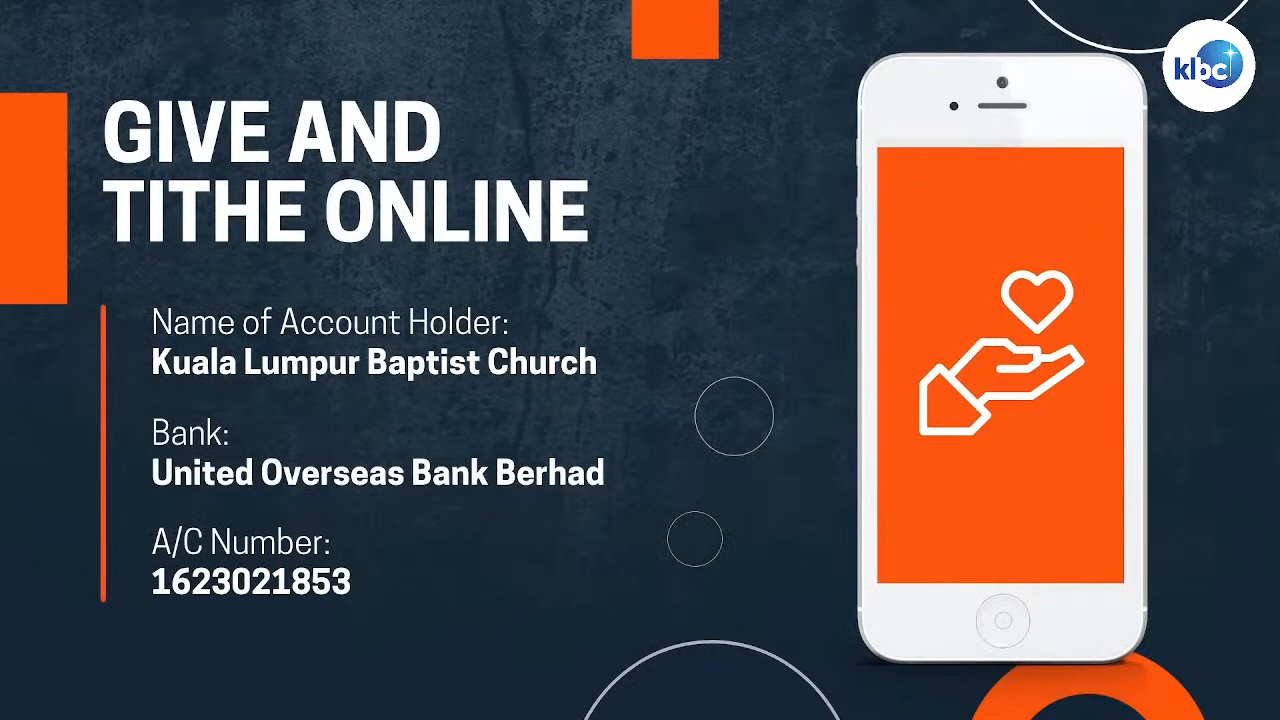 GIVE AND
TITHE ONLINE
Name of Account Holder:
Kuala Lumpur Baptist Church
Bank:
United Overseas Bank Berhad
A/C Number:
1623021853
klbc